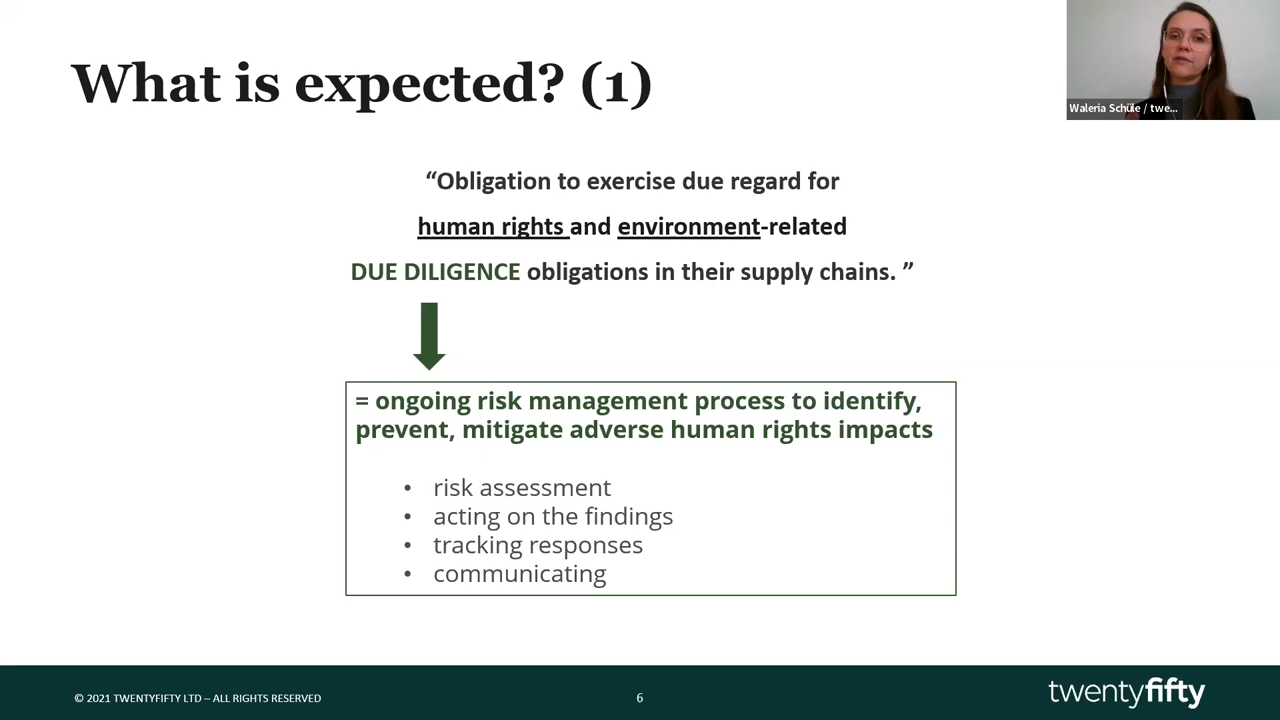 What is expected? (1)
Waleria Schüle / twe...
“Obligation to exercise due regard for
human rights and environment-related
DUE DILIGENCE obligations in their supply chains. ”
= ongoing risk management process to identify,
prevent, mitigate adverse human rights impacts
• risk assessment
• acting on the findings
• tracking responses
• communicating
© 2021 TWENTYFIFTY LTD – ALL RIGHTS RESERVED
6
twentyfifty